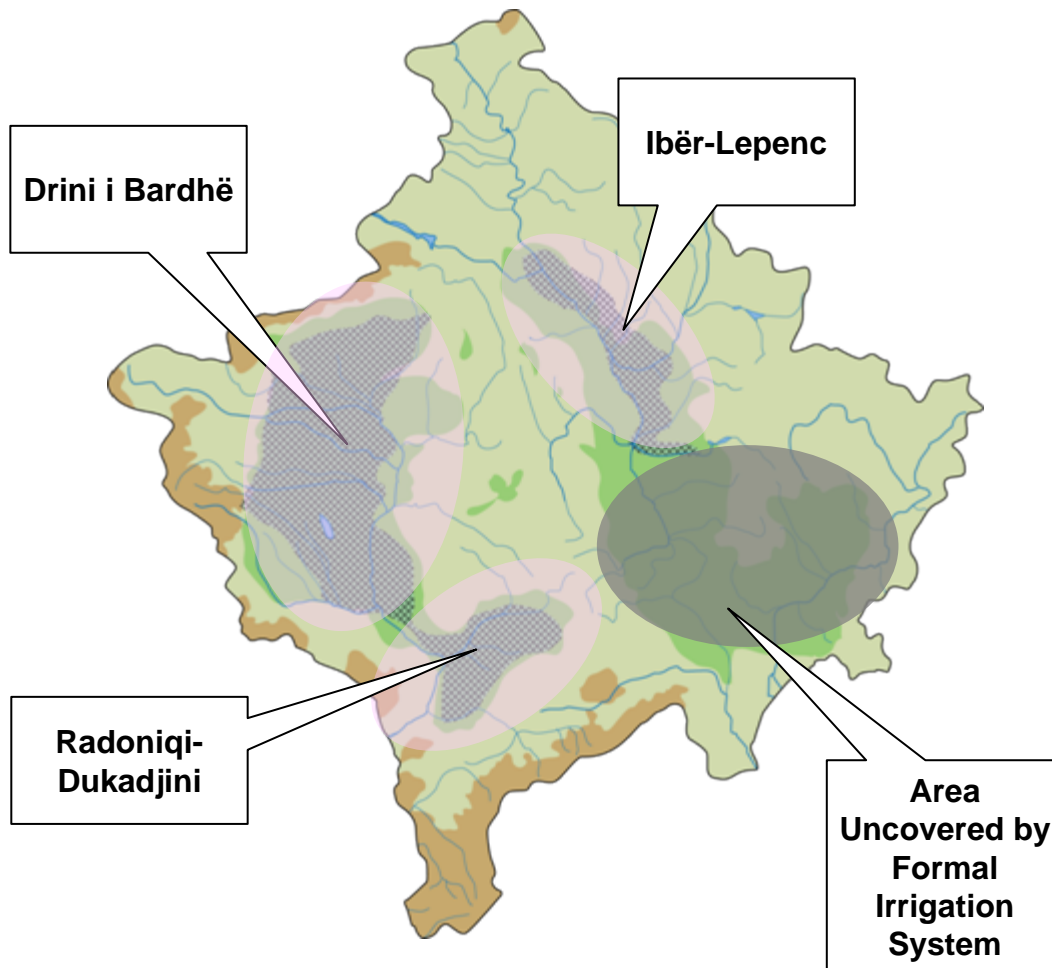 Ibër-Lepenc
Drini i Bardhë
Radoniqi-
Dukadjini
Area
Uncovered by
Formal
Irrigation
System